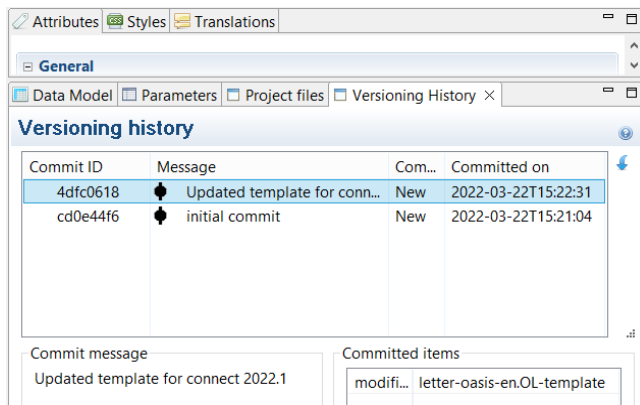 Attributes Styles Translations
General
Data Model Parameters Project files Versioning History
Versioning history
Commit ID Message Com... Committed on
4dfc0618 Updated template for conn... New 2022-03-22T15:22:31
cd0e44f6 initial commit New 2022-03-22T15:21:04
Commit message Committed items
Updated template for connect 2022.1 modifi... letter-oasis-en.OL-template